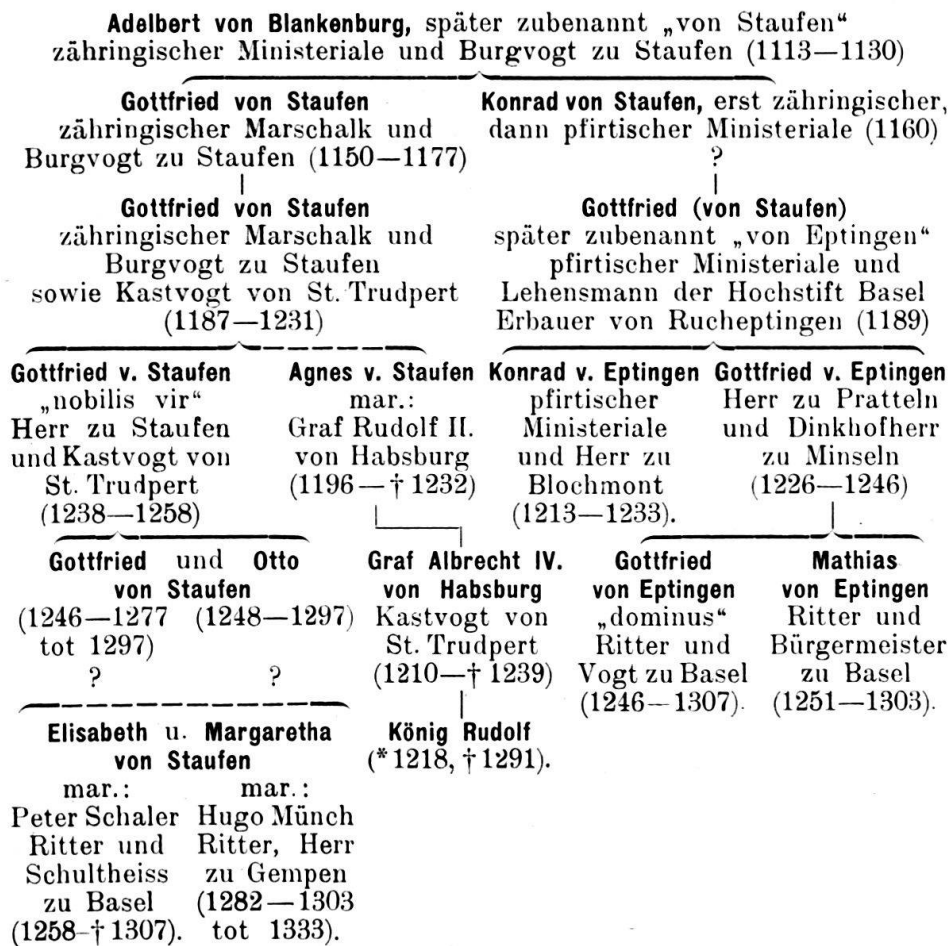 Adelbert von Blankenburg, später zubenannt „von Staufen“
zähringischer Ministeriale und Burgvogt zu Staufen (1113—1130)
Gottfried von Staufen
zähringischer Marschalk und
Burgvogt zu Staufen (1150—1177)
Konrad von Staufen, erst zähringischer,
dann pfirtischer Ministeriale (1160)
?
Gottfried von Staufen
zähringischer Marschalk und
Burgvogt zu Staufen
sowie Kastvogt von St. Trudpert
(1187—1231)
Gottfried (von Staufen)
später zubenannt „von Eptingen“
pfirtischer Ministeriale und
Lehensmann der Hochstift Basel
Erbauer von Rucheptingen (1189)
Gottfried v. Staufen
„nobilis vir“
Herr zu Staufen
und Kastvogt von
St. Trudpert
(1238—1258)
Agnes v. Staufen
mar.:
Graf Rudolf II.
von Habsburg
(1196—† 1232)
Konrad v. Eptingen
pfirtischer
Ministeriale
und Herr zu
Blochmont
(1213—1233).
Gottfried v. Eptingen
Herr zu Pratteln
und Dinkhofherr
zu Minseln
(1226—1246)
Gottfried und Otto
von Staufen
(1246—1277 (1248—1297)
tot 1297)
? ?
Graf Albrecht IV.
von Habsburg
Kastvogt von
St. Trudpert
(1210—† 1239)
Gottfried
von Eptingen
„dominus“
Ritter und
Vogt zu Basel
(1246—1307).
Mathias
von Eptingen
Ritter und
Bürgermeister
zu Basel
(1251—1303).
Elisabeth u. Margaretha
von Staufen
mar.:
Peter Schaler
Ritter und
Schultheiss
zu Basel
(1258-† 1307).
mar.:
Hugo Münch
Ritter, Herr
zu Gempen
(1282—1303
tot 1333).
König Rudolf
(* 1218, † 1291).